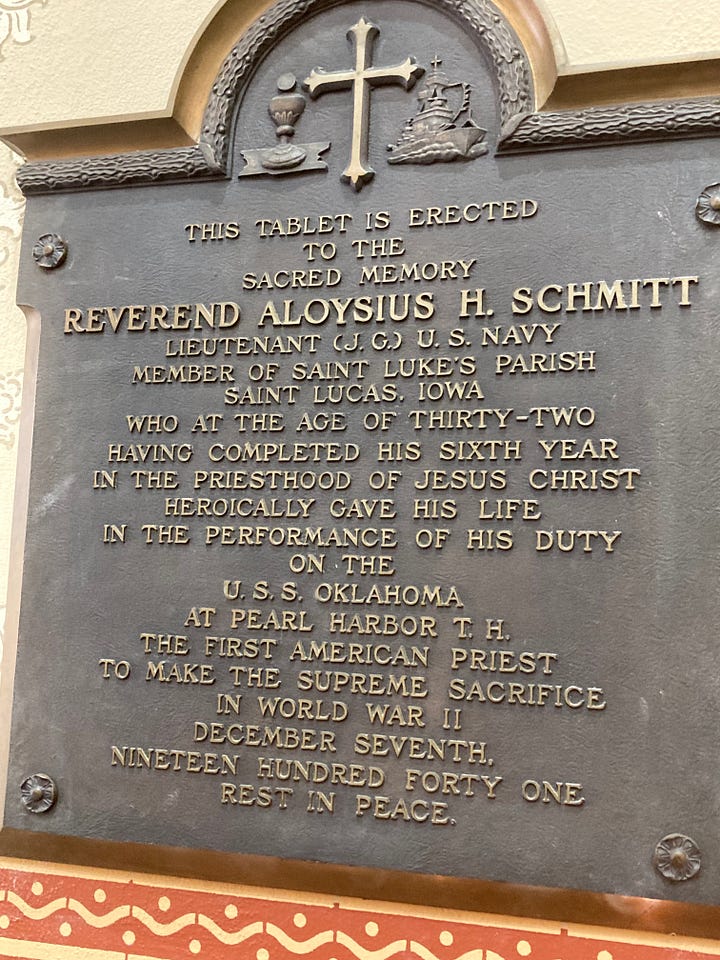 THIS TABLET IS ERECTED
TO THE
SACRED MEMORY
REVEREND ALOYSIUS H. SCHMITT
LIEUTENANT (J. G.) U. S. NAVY
MEMBER OF SAINT LUKE'S PARISH
SAINT LUCAS, IOWA
WHO AT THE AGE OF THIRTY-TWO
HAVING COMPLETED HIS SIXTH YEAR
IN THE PRIESTHOOD OF JESUS CHRIST
HEROICALLY GAVE HIS LIFE
IN THE PERFORMANCE OF HIS DUTY
ON THE
U. S. S. OKLAHOMA
AT PEARL HARBOR T. H.
THE FIRST AMERICAN PRIEST
TO MAKE THE SUPREME SACRIFICE
IN WORLD WAR II
DECEMBER SEVENTH,
NINETEEN HUNDRED FORTY ONE
REST IN PEACE.